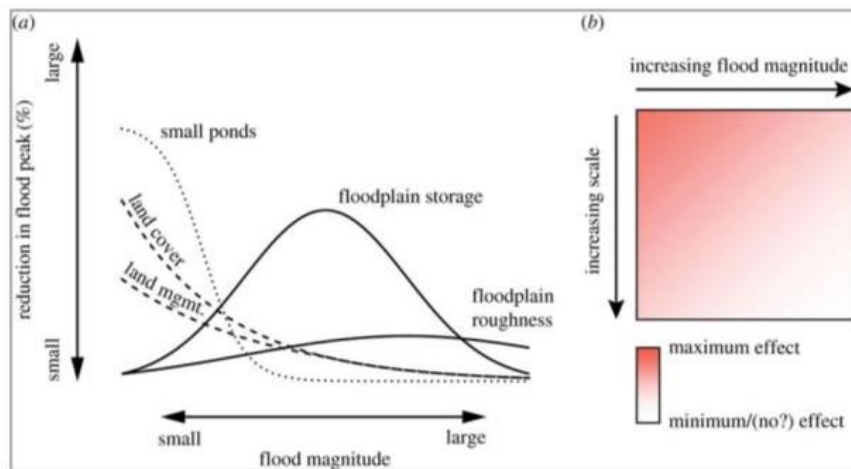 (a)
large
reduction in flood peak (%)
small
small ponds
land cover
land mgmt.
floodplain storage
floodplain
roughness
small
large
flood magnitude
(b)
increasing flood magnitude
increasing scale
maximum effect
minimum/(no?) effect